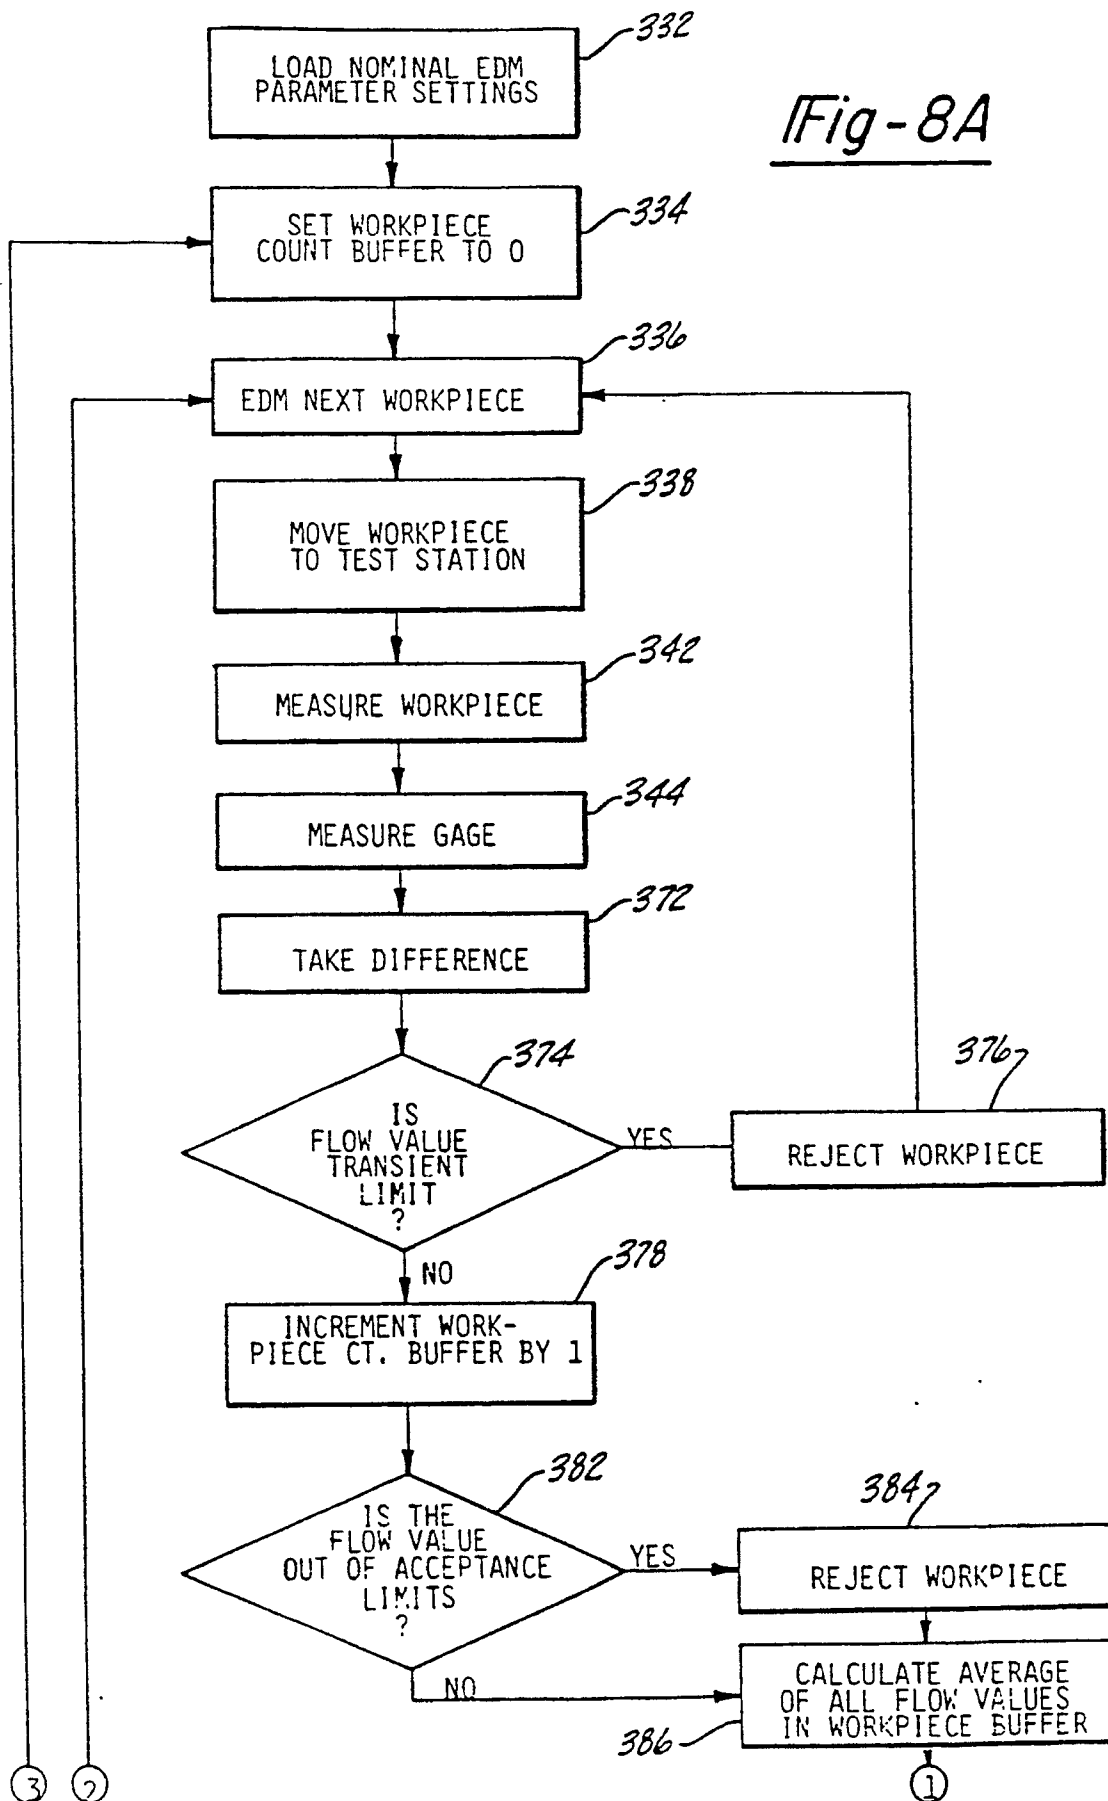 332
LOAD NOMINAL EDM
PARAMETER SETTINGS
Fig-8A
334
SET WORKPIECE
COUNT BUFFER TO 0
336
EDM NEXT WORKPIECE
338
MOVE WORKPIECE
TO TEST STATION
342
MEASURE WORKPIECE
344
MEASURE GAGE
372
TAKE DIFFERENCE
374
IS
FLOW VALUE
TRANSIENT
LIMIT
?
YES
376
REJECT WORKPIECE
NO
378
INCREMENT WORK-
PIECE CT. BUFFER BY 1
382
IS THE
FLOW VALUE
OUT OF ACCEPTANCE
LIMITS
?
YES
384
REJECT WORKPIECE
NO
CALCULATE AVERAGE
OF ALL FLOW VALUES
IN WORKPIECE BUFFER
386
3
2
1